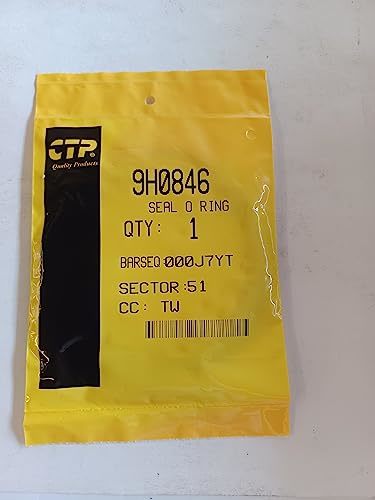 CTP
Quality Products
9H0846
SEAL O RING
QTY: 1
BARSEQ:000J7YT
SECTOR:51
CC: TW